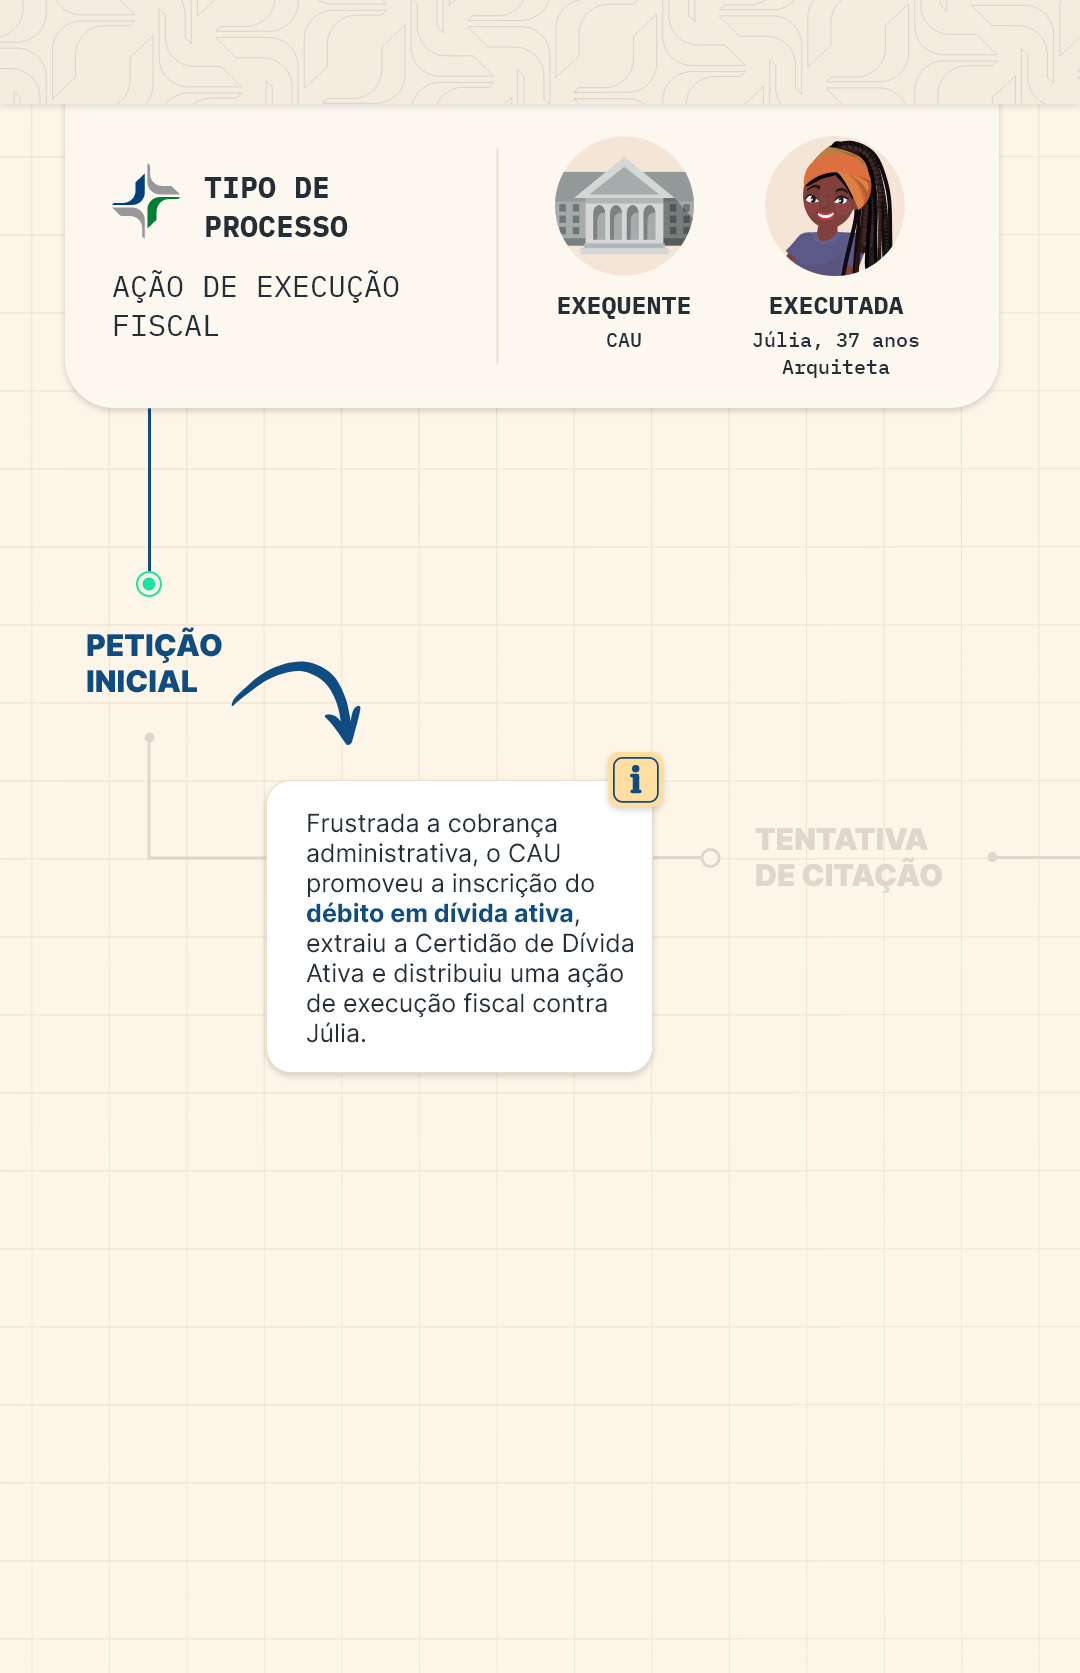 TIPO DE
PROCESSO
AÇÃO DE EXECUÇÃO
FISCAL
EXEQUENTE
CAU
EXECUTADA
Júlia, 37 anos
Arquiteta
PETIÇÃO
INICIAL
i
Frustrada a cobrança
administrativa, o CAU
promoveu a inscrição do
débito em dívida ativa,
extraiu a Certidão de Dívida
Ativa e distribuiu uma ação
de execução fiscal contra
Júlia.
TENTATIVA
DE CITAÇÃO